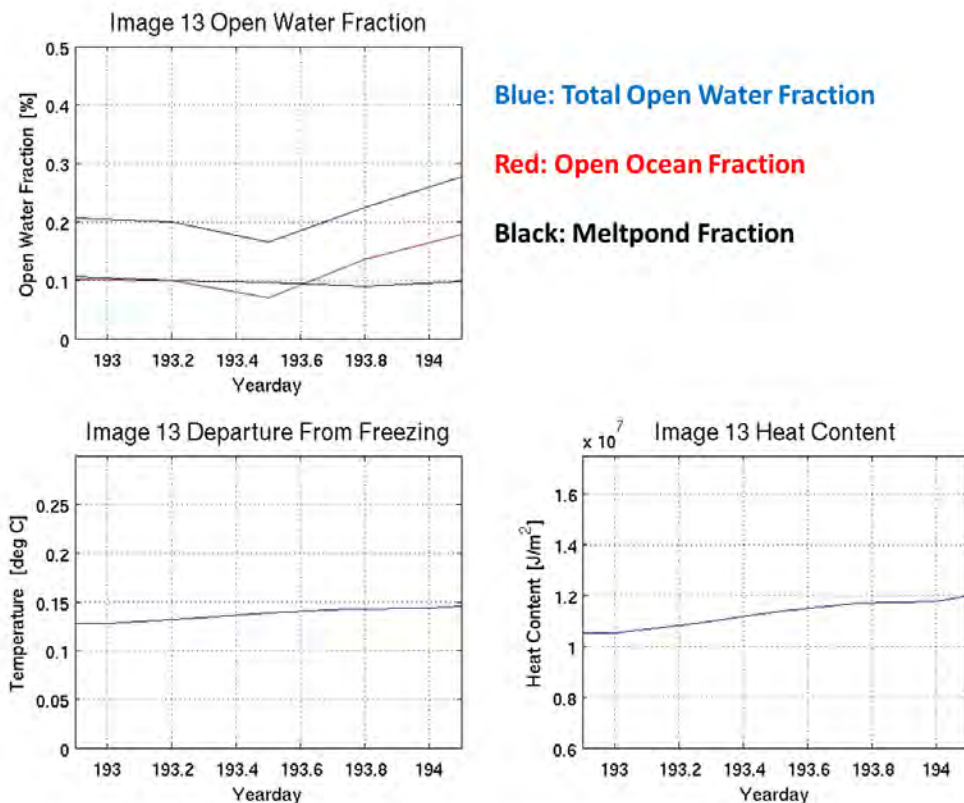 Image 13 Open Water Fraction
Open Water Fraction [%]
0.5
0.4
0.3
0.2
0.1
0
193 193.2 193.4 193.6 193.8 194
Yearday
Blue: Total Open Water Fraction
Red: Open Ocean Fraction
Black: Meltpond Fraction
Image 13 Departure From Freezing
Temperature [deg C]
0.25
0.2
0.15
0.1
0.05
0
193 193.2 193.4 193.6 193.8 194
Yearday
x 10^7
Image 13 Heat Content
Heat Content [J/m²]
1.6
1.4
1.2
1
0.8
0.6
193 193.2 193.4 193.6 193.8 194
Yearday